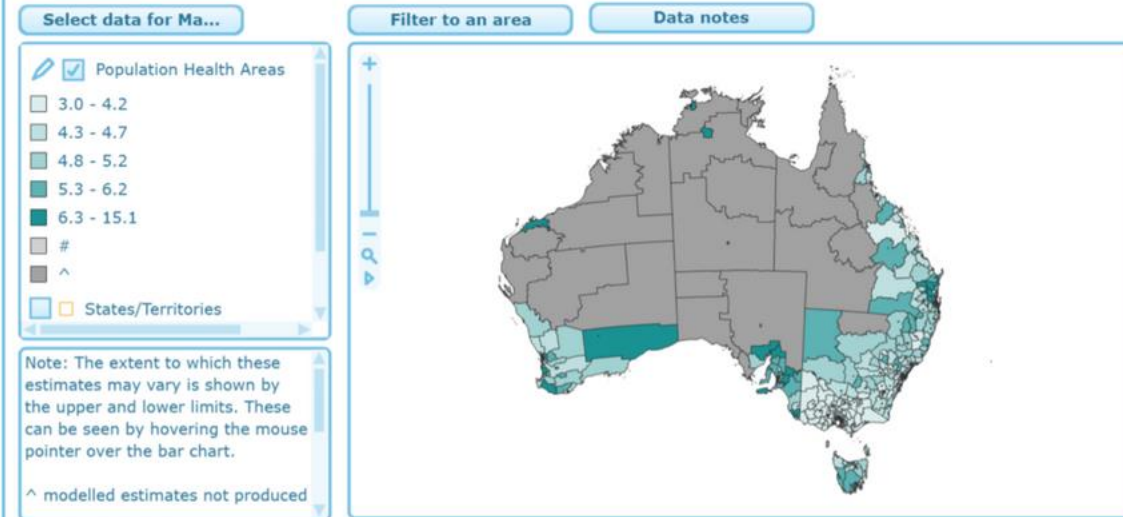 Select data for Ma...
Filter to an area
Data notes
Population Health Areas
3.0 - 4.2
4.3 - 4.7
4.8 - 5.2
5.3 - 6.2
6.3 - 15.1
#
^
States/Territories
Note: The extent to which these
estimates may vary is shown by
the upper and lower limits. These
can be seen by hovering the mouse
pointer over the bar chart.
^ modelled estimates not produced